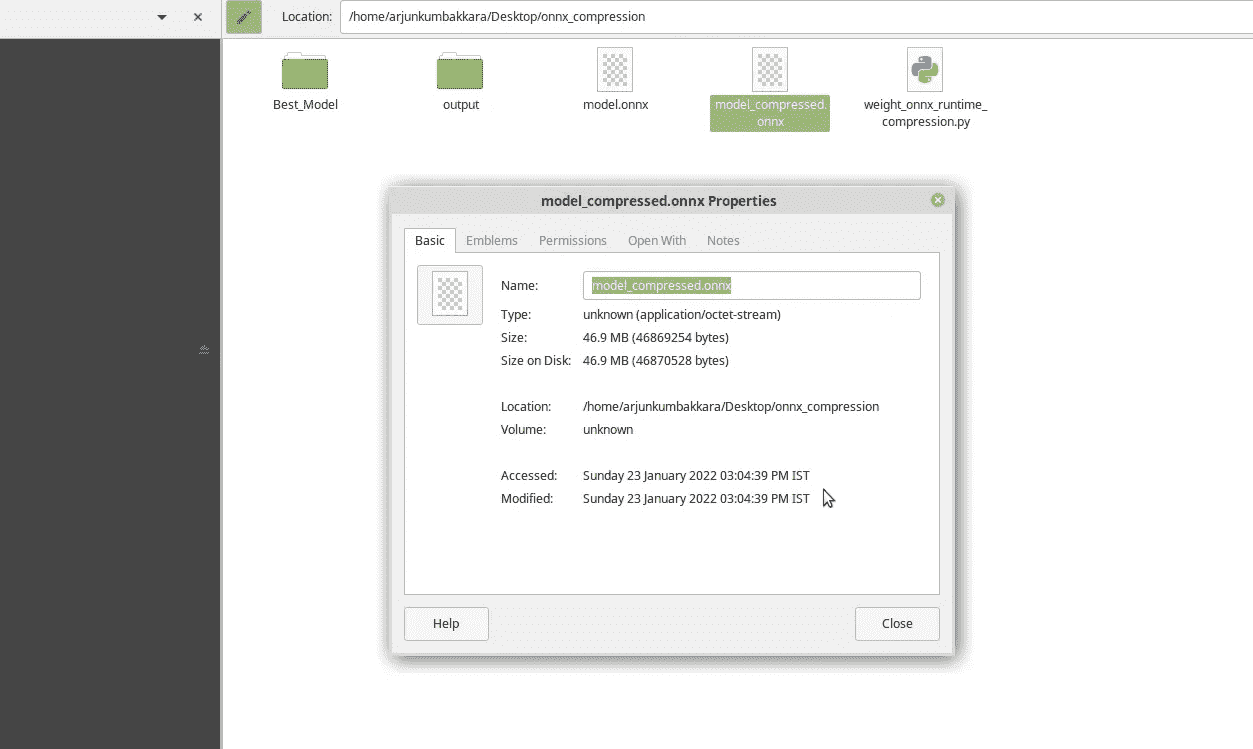 Location: /home/arjunkumbakkara/Desktop/onnx_compression
Best_Model output model.onnx model_compressed. weight_onnx_runtime_
onnx compression.py
model_compressed.onnx Properties
Basic Emblems Permissions Open With Notes
Name: model_compressed.onnx
Type: unknown (application/octet-stream)
Size: 46.9 MB (46869254 bytes)
Size on Disk: 46.9 MB (46870528 bytes)
Location: /home/arjunkumbakkara/Desktop/onnx_compression
Volume: unknown
Accessed: Sunday 23 January 2022 03:04:39 PM IST
Modified: Sunday 23 January 2022 03:04:39 PM IST
Help Close